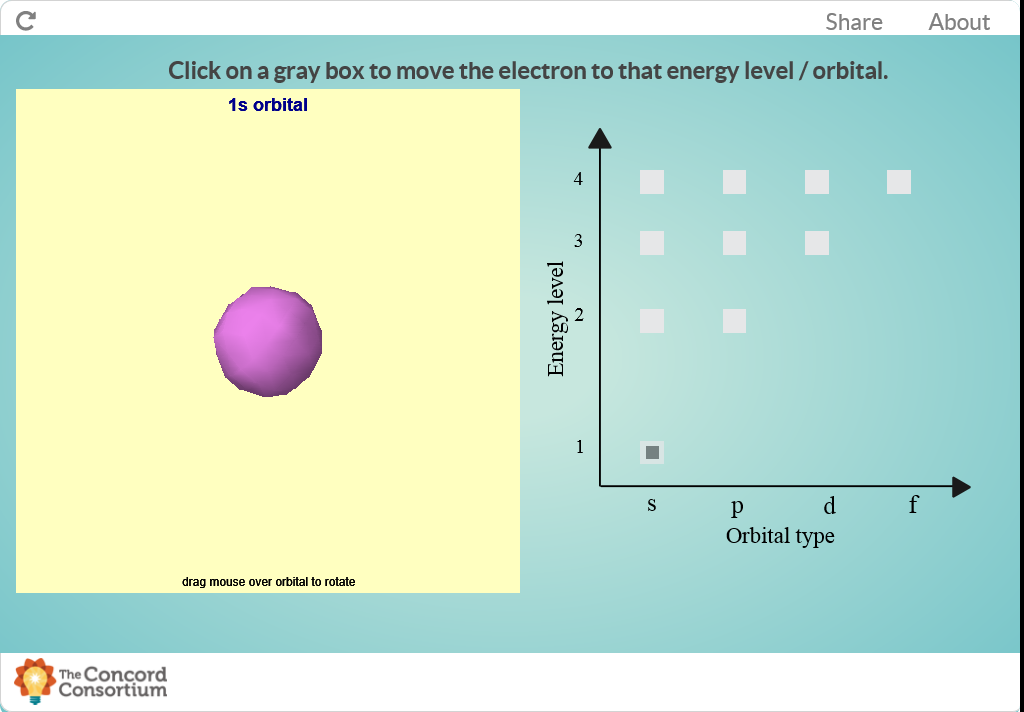 Share About
Click on a gray box to move the electron to that energy level / orbital.
1s orbital
drag mouse over orbital to rotate
4
3
2
1
Energy level
s p d f
Orbital type
The Concord
Consortium